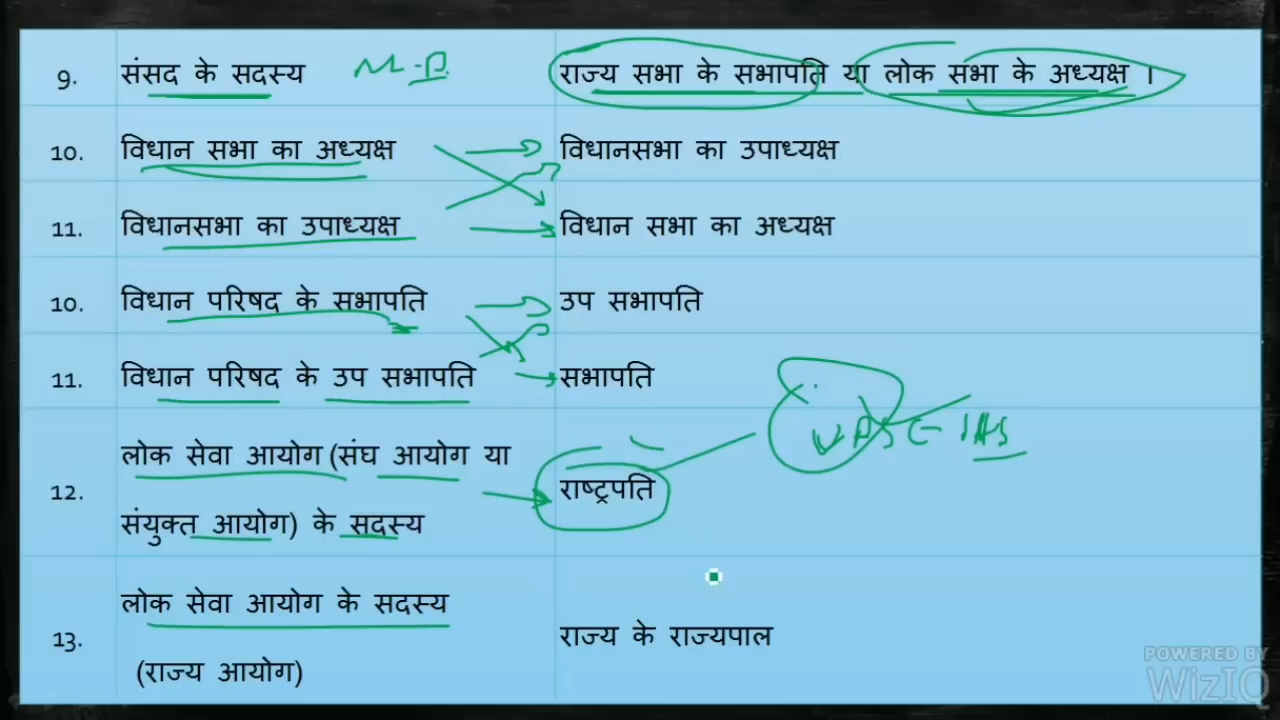 9. संसद के सदस्य M.P. राज्य सभा के सभापति या लोक सभा के अध्यक्ष ।
10. विधान सभा का अध्यक्ष विधानसभा का उपाध्यक्ष
11. विधानसभा का उपाध्यक्ष विधान सभा का अध्यक्ष
10. विधान परिषद के सभापति उप सभापति
11. विधान परिषद के उप सभापति सभापति
लोक सेवा आयोग (संघ आयोग या
12. संयुक्त आयोग) के सदस्य राष्ट्रपति UPSC - IAS
13. लोक सेवा आयोग के सदस्य
(राज्य आयोग) राज्य के राज्यपाल
POWERED BY
WizIQ